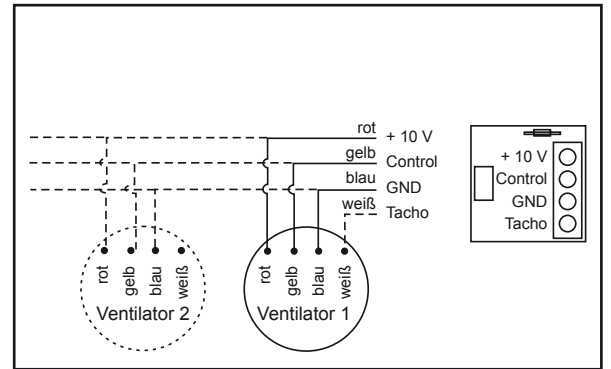 rot + 10 V
gelb Control
blau GND
weiß Tacho
+ 10 V
Control
GND
Tacho
rot gelb blau weiß
Ventilator 2
rot gelb blau weiß
Ventilator 1